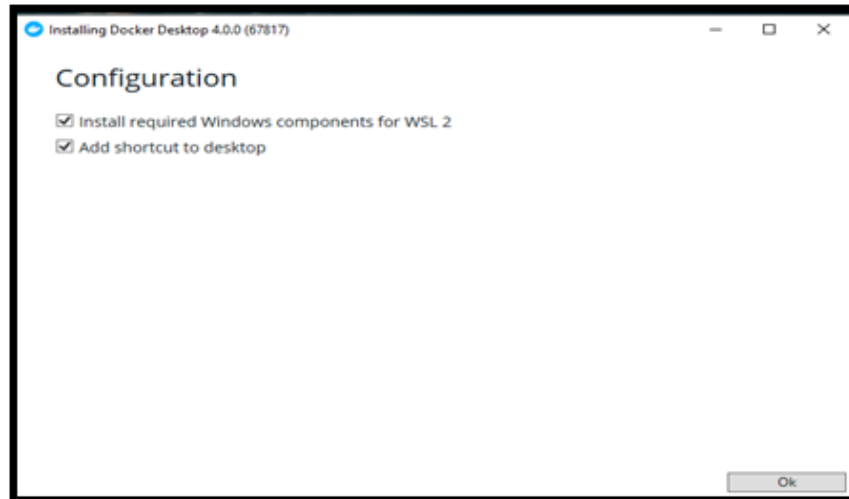 Installing Docker Desktop 4.0.0 (67817)
Configuration
Install required Windows components for WSL 2
Add shortcut to desktop
Ok